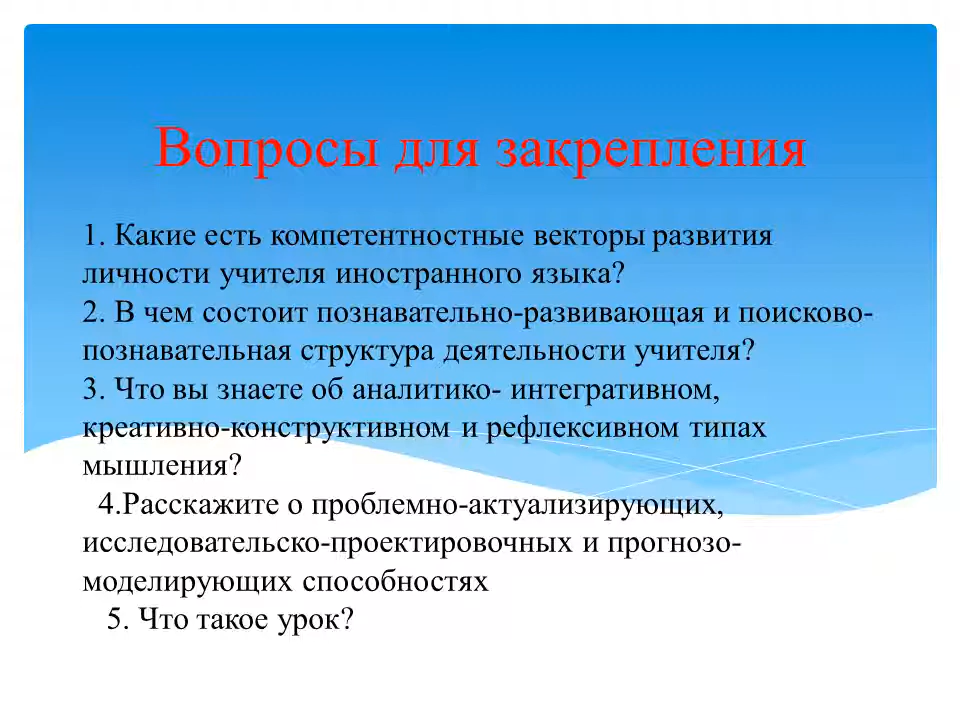 Вопросы для закрепления
1. Какие есть компетентностные векторы развития
личности учителя иностранного языка?
2. В чем состоит познавательно-развивающая и поисково-
познавательная структура деятельности учителя?
3. Что вы знаете об аналитико- интегративном,
креативно-конструктивном и рефлексивном типах
мышления?
4.Расскажите о проблемно-актуализирующих,
исследовательско-проектировочных и прогнозо-
моделирующих способностях
5. Что такое урок?